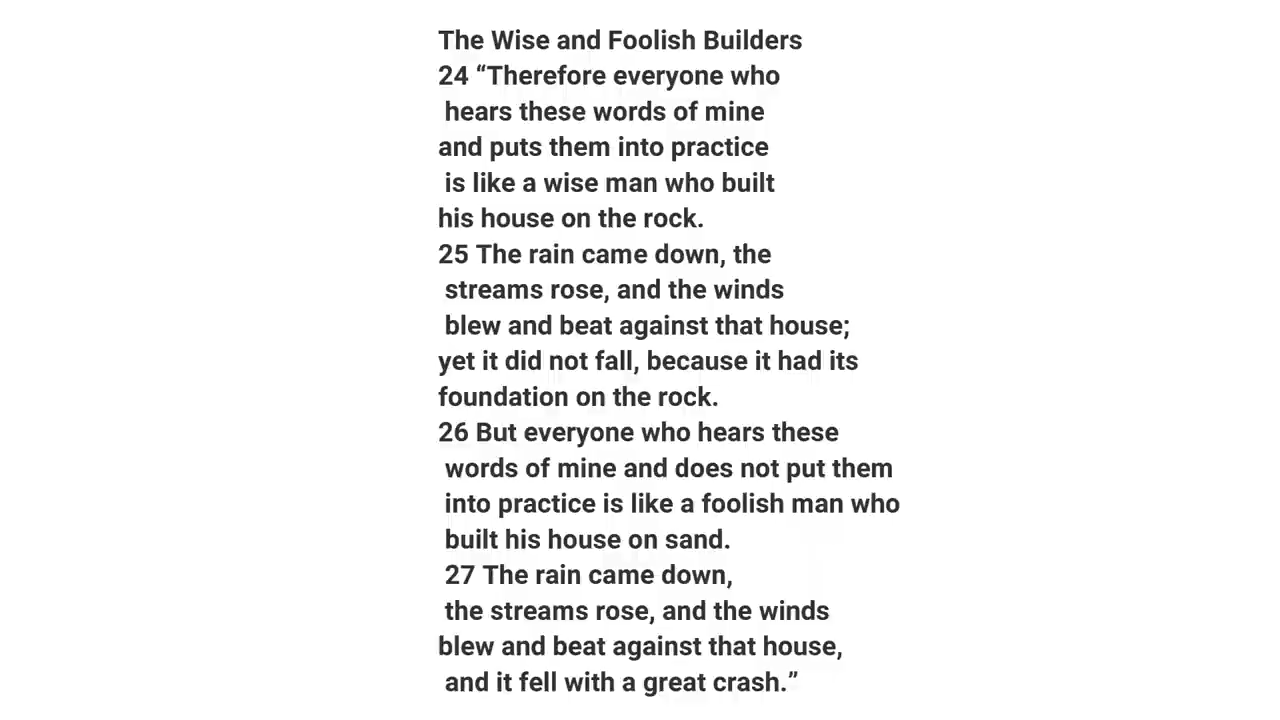 The Wise and Foolish Builders
24 “Therefore everyone who
hears these words of mine
and puts them into practice
is like a wise man who built
his house on the rock.
25 The rain came down, the
streams rose, and the winds
blew and beat against that house;
yet it did not fall, because it had its
foundation on the rock.
26 But everyone who hears these
words of mine and does not put them
into practice is like a foolish man who
built his house on sand.
27 The rain came down,
the streams rose, and the winds
blew and beat against that house,
and it fell with a great crash.”